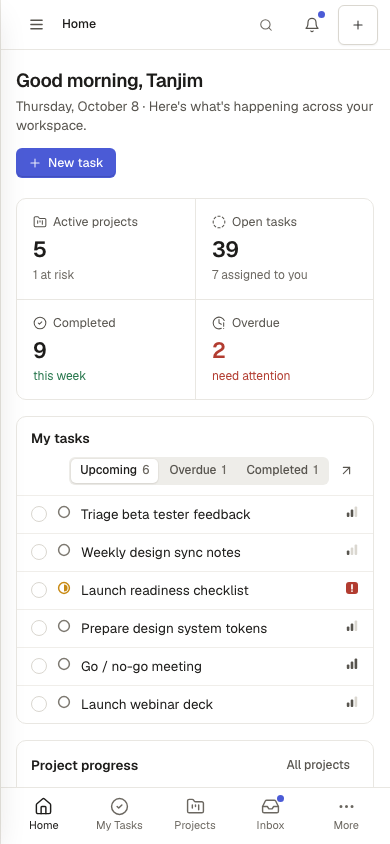 Home
Good morning, Tanjim
Thursday, October 8 · Here's what's happening across your
workspace.
New task
Active projects
5
1 at risk
Open tasks
39
7 assigned to you
Completed
9
this week
Overdue
2
need attention
My tasks
Upcoming 6 Overdue 1 Completed 1
Triage beta tester feedback
Weekly design sync notes
Launch readiness checklist
Prepare design system tokens
Go / no-go meeting
Launch webinar deck
Project progress All projects
Home My Tasks Projects Inbox More